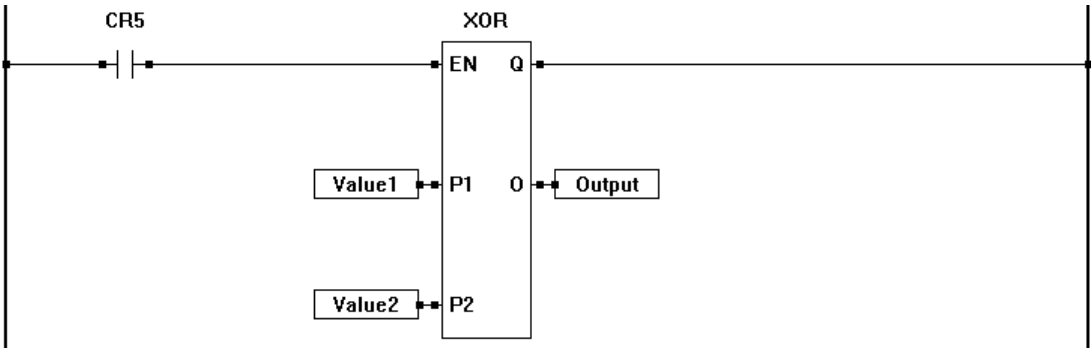 CR5 XOR
EN Q
Value1 P1 O Output
Value2 P2